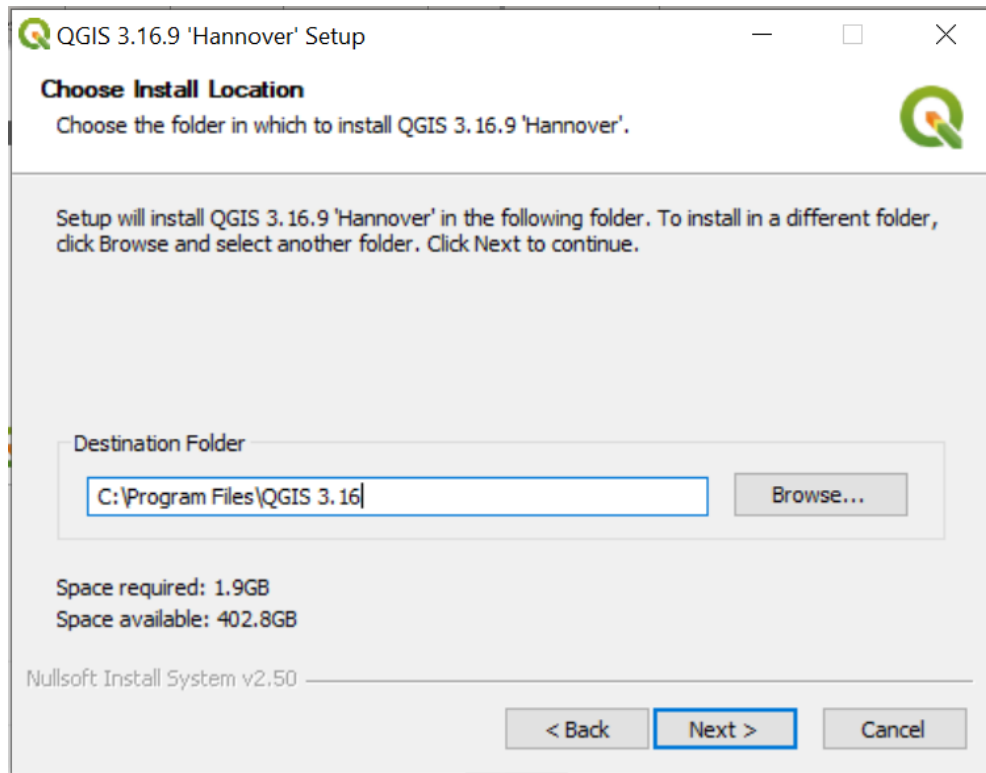 QGIS 3.16.9 'Hannover' Setup
Choose Install Location
Choose the folder in which to install QGIS 3.16.9 'Hannover'.
Setup will install QGIS 3.16.9 'Hannover' in the following folder. To install in a different folder,
click Browse and select another folder. Click Next to continue.
Destination Folder
C:\Program Files\QGIS 3.16
Browse...
Space required: 1.9GB
Space available: 402.8GB
Nullsoft Install System v2.50
< Back
Next >
Cancel